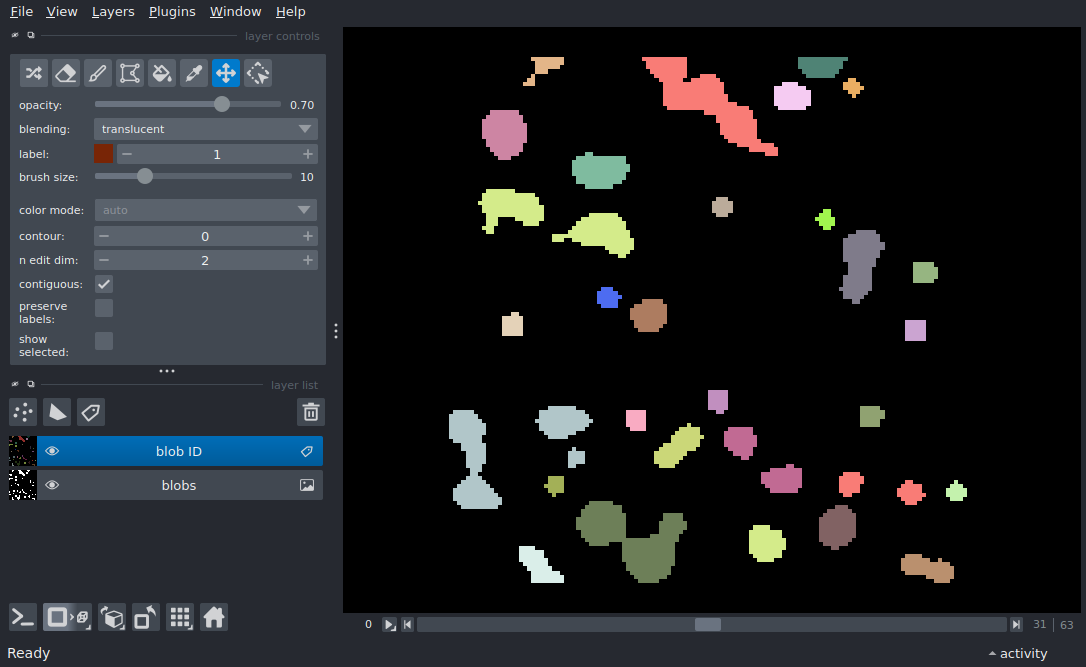 File View Layers Plugins Window Help
layer controls
opacity: 0.70
blending: translucent
label: 1
brush size: 10
color mode: auto
contour: 0
n edit dim: 2
contiguous:
preserve
labels:
show
selected:
layer list
blob ID
blobs
0 31 63
Ready activity